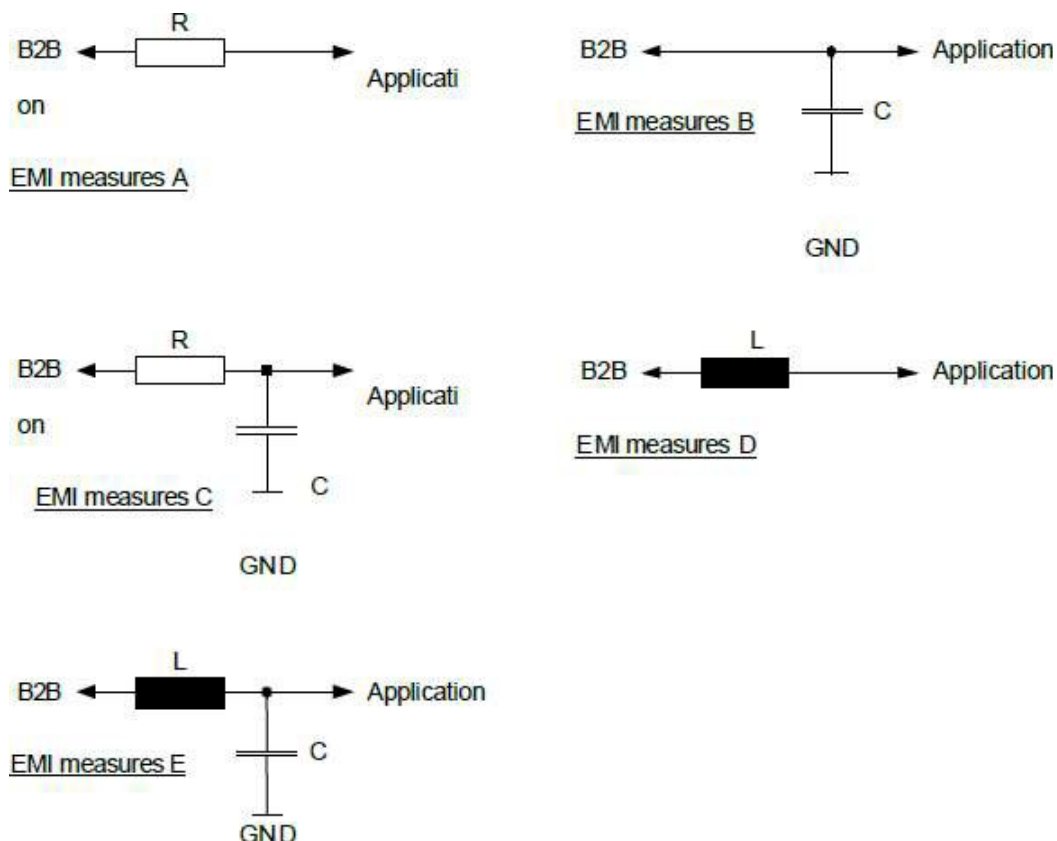 R
B2B
Applicati
on
EMI measures A
B2B
Application
C
EMI measures B
GND
R
B2B
Applicati
on
C
EMI measures C
GND
L
B2B
Application
EMI measures D
L
B2B
Application
C
EMI measures E
GND